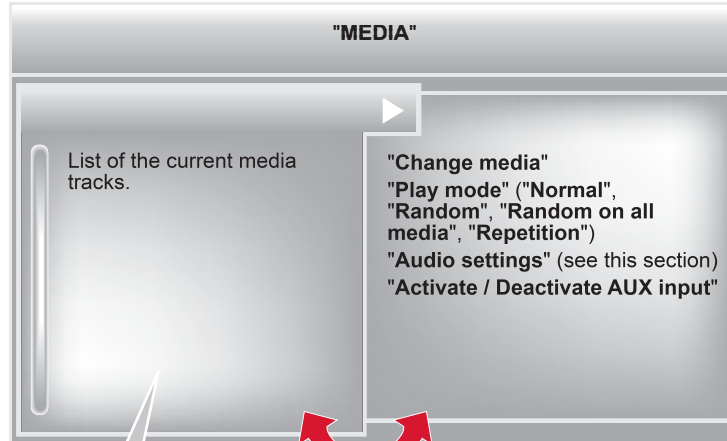 "MEDIA"
List of the current media
tracks.
"Change media"
"Play mode" ("Normal",
"Random", "Random on all
media", "Repetition")
"Audio settings" (see this section)
"Activate / Deactivate AUX input"